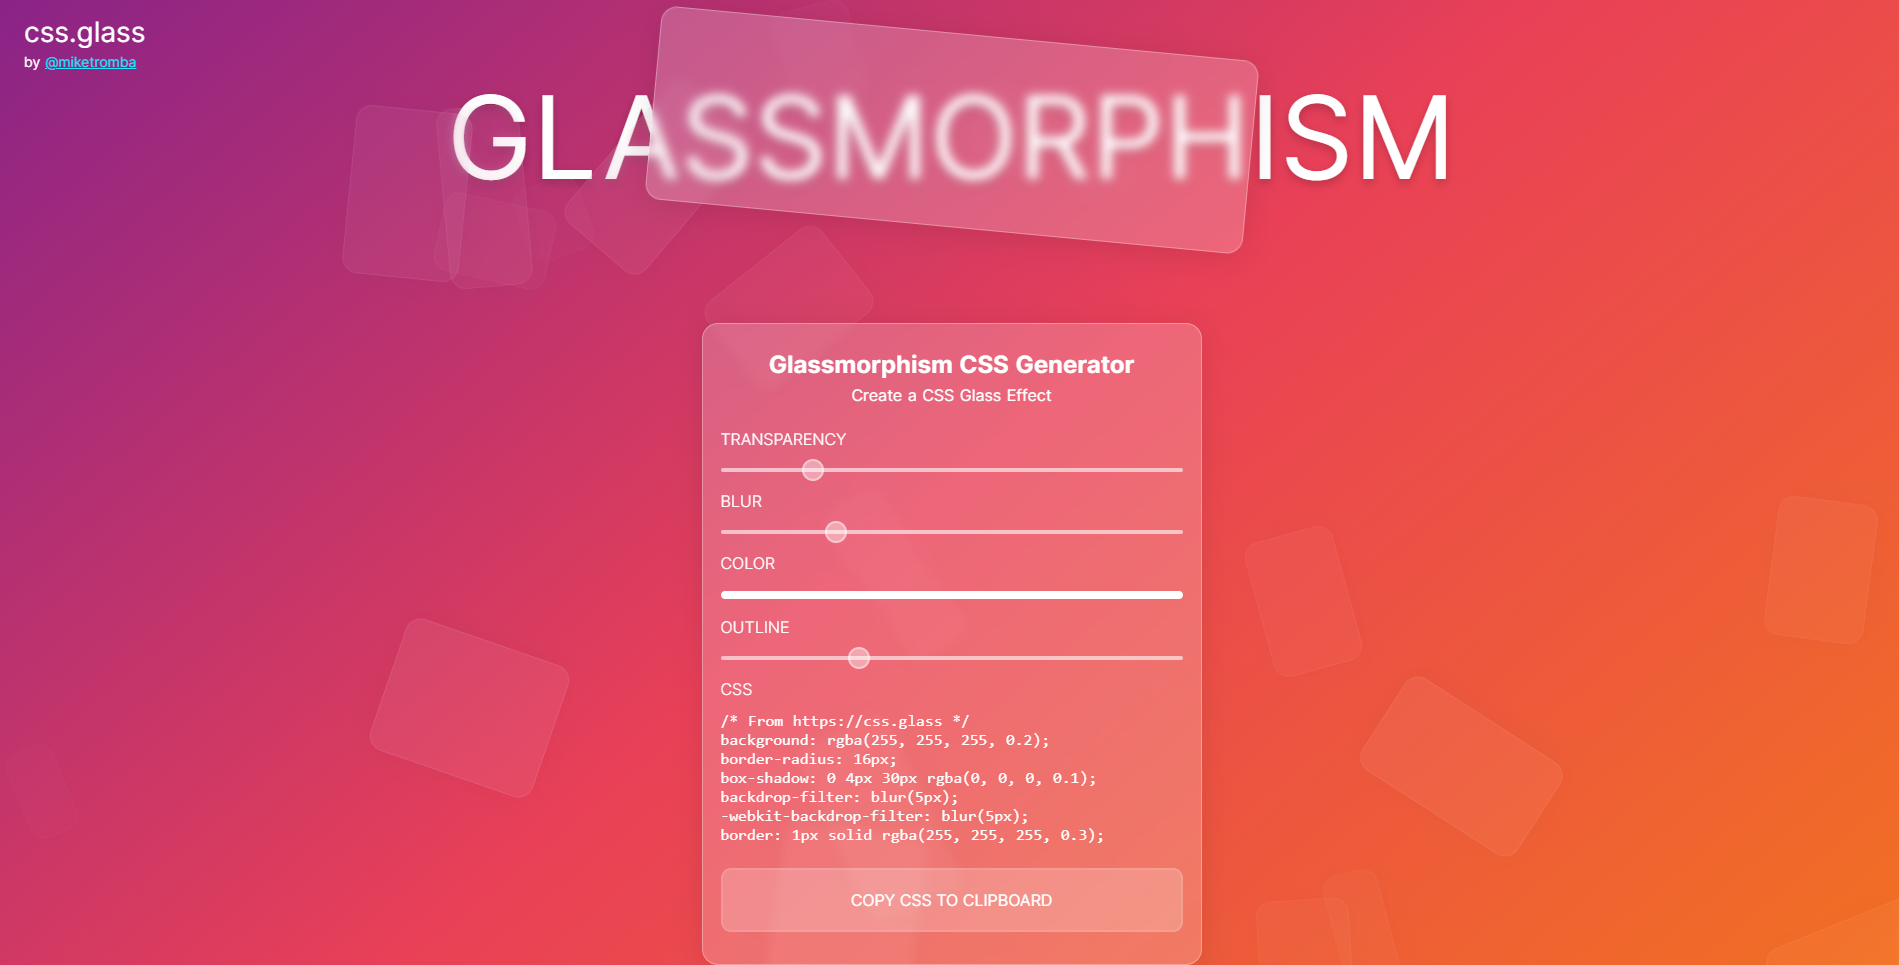 css.glass
by @miketromba
GLASSMORPHISM
Glassmorphism CSS Generator
Create a CSS Glass Effect
TRANSPARENCY
BLUR
COLOR
OUTLINE
CSS
/* From https://css.glass */
background: rgba(255, 255, 255, 0.2);
border-radius: 16px;
box-shadow: 0 4px 30px rgba(0, 0, 0, 0.1);
backdrop-filter: blur(5px);
-webkit-backdrop-filter: blur(5px);
border: 1px solid rgba(255, 255, 255, 0.3);
COPY CSS TO CLIPBOARD